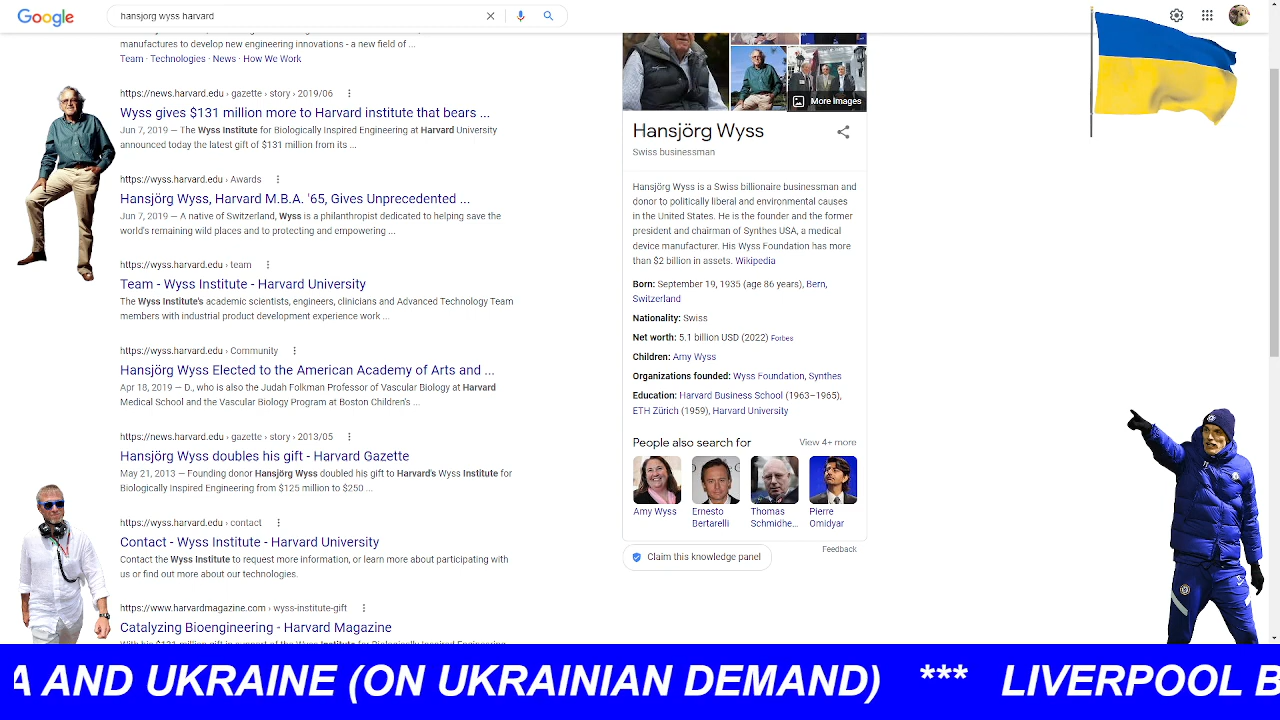 Google
hansjorg wyss harvard
manufactures to develop new engineering innovations - a new field of ...
Team · Technologies · News · How We Work
https://news.harvard.edu › gazette › story › 2019/06
Wyss gives $131 million more to Harvard institute that bears ...
Jun 7, 2019 — The Wyss Institute for Biologically Inspired Engineering at Harvard University
announced today the latest gift of $131 million from its ...
https://wyss.harvard.edu › Awards
Hansjörg Wyss, Harvard M.B.A. '65, Gives Unprecedented ...
Jun 7, 2019 — A native of Switzerland, Wyss is a philanthropist dedicated to helping save the
world's remaining wild places and to protecting and empowering ...
https://wyss.harvard.edu › team
Team - Wyss Institute - Harvard University
The Wyss Institute's academic scientists, engineers, clinicians and Advanced Technology Team
members with industrial product development experience work ...
https://wyss.harvard.edu › Community
Hansjörg Wyss Elected to the American Academy of Arts and ...
Apr 18, 2019 — D., who is also the Judah Folkman Professor of Vascular Biology at Harvard
Medical School and the Vascular Biology Program at Boston Children's ...
https://news.harvard.edu › gazette › story › 2013/05
Hansjörg Wyss doubles his gift - Harvard Gazette
May 21, 2013 — Founding donor Hansjörg Wyss doubled his gift to Harvard's Wyss Institute for
Biologically Inspired Engineering from $125 million to $250 ...
https://wyss.harvard.edu › contact
Contact - Wyss Institute - Harvard University
Contact the Wyss Institute to request more information, or learn more about participating with
us or find out more about our technologies.
https://www.harvardmagazine.com › wyss-institute-gift
Catalyzing Bioengineering - Harvard Magazine
More images
Hansjörg Wyss
Swiss businessman
Hansjörg Wyss is a Swiss billionaire businessman and
donor to politically liberal and environmental causes
in the United States. He is the founder and the former
president and chairman of Synthes USA, a medical
device manufacturer. His Wyss Foundation has more
than $2 billion in assets. Wikipedia
Born: September 19, 1935 (age 86 years), Bern,
Switzerland
Nationality: Swiss
Net worth: 5.1 billion USD (2022) Forbes
Children: Amy Wyss
Organizations founded: Wyss Foundation, Synthes
Education: Harvard Business School (1963–1965),
ETH Zürich (1959), Harvard University
People also search for
View 4+ more
Amy Wyss
Ernesto Bertarelli
Thomas Schmidhe...
Pierre Omidyar
Claim this knowledge panel
Feedback
A AND UKRAINE (ON UKRAINIAN DEMAND) *** LIVERPOOL B